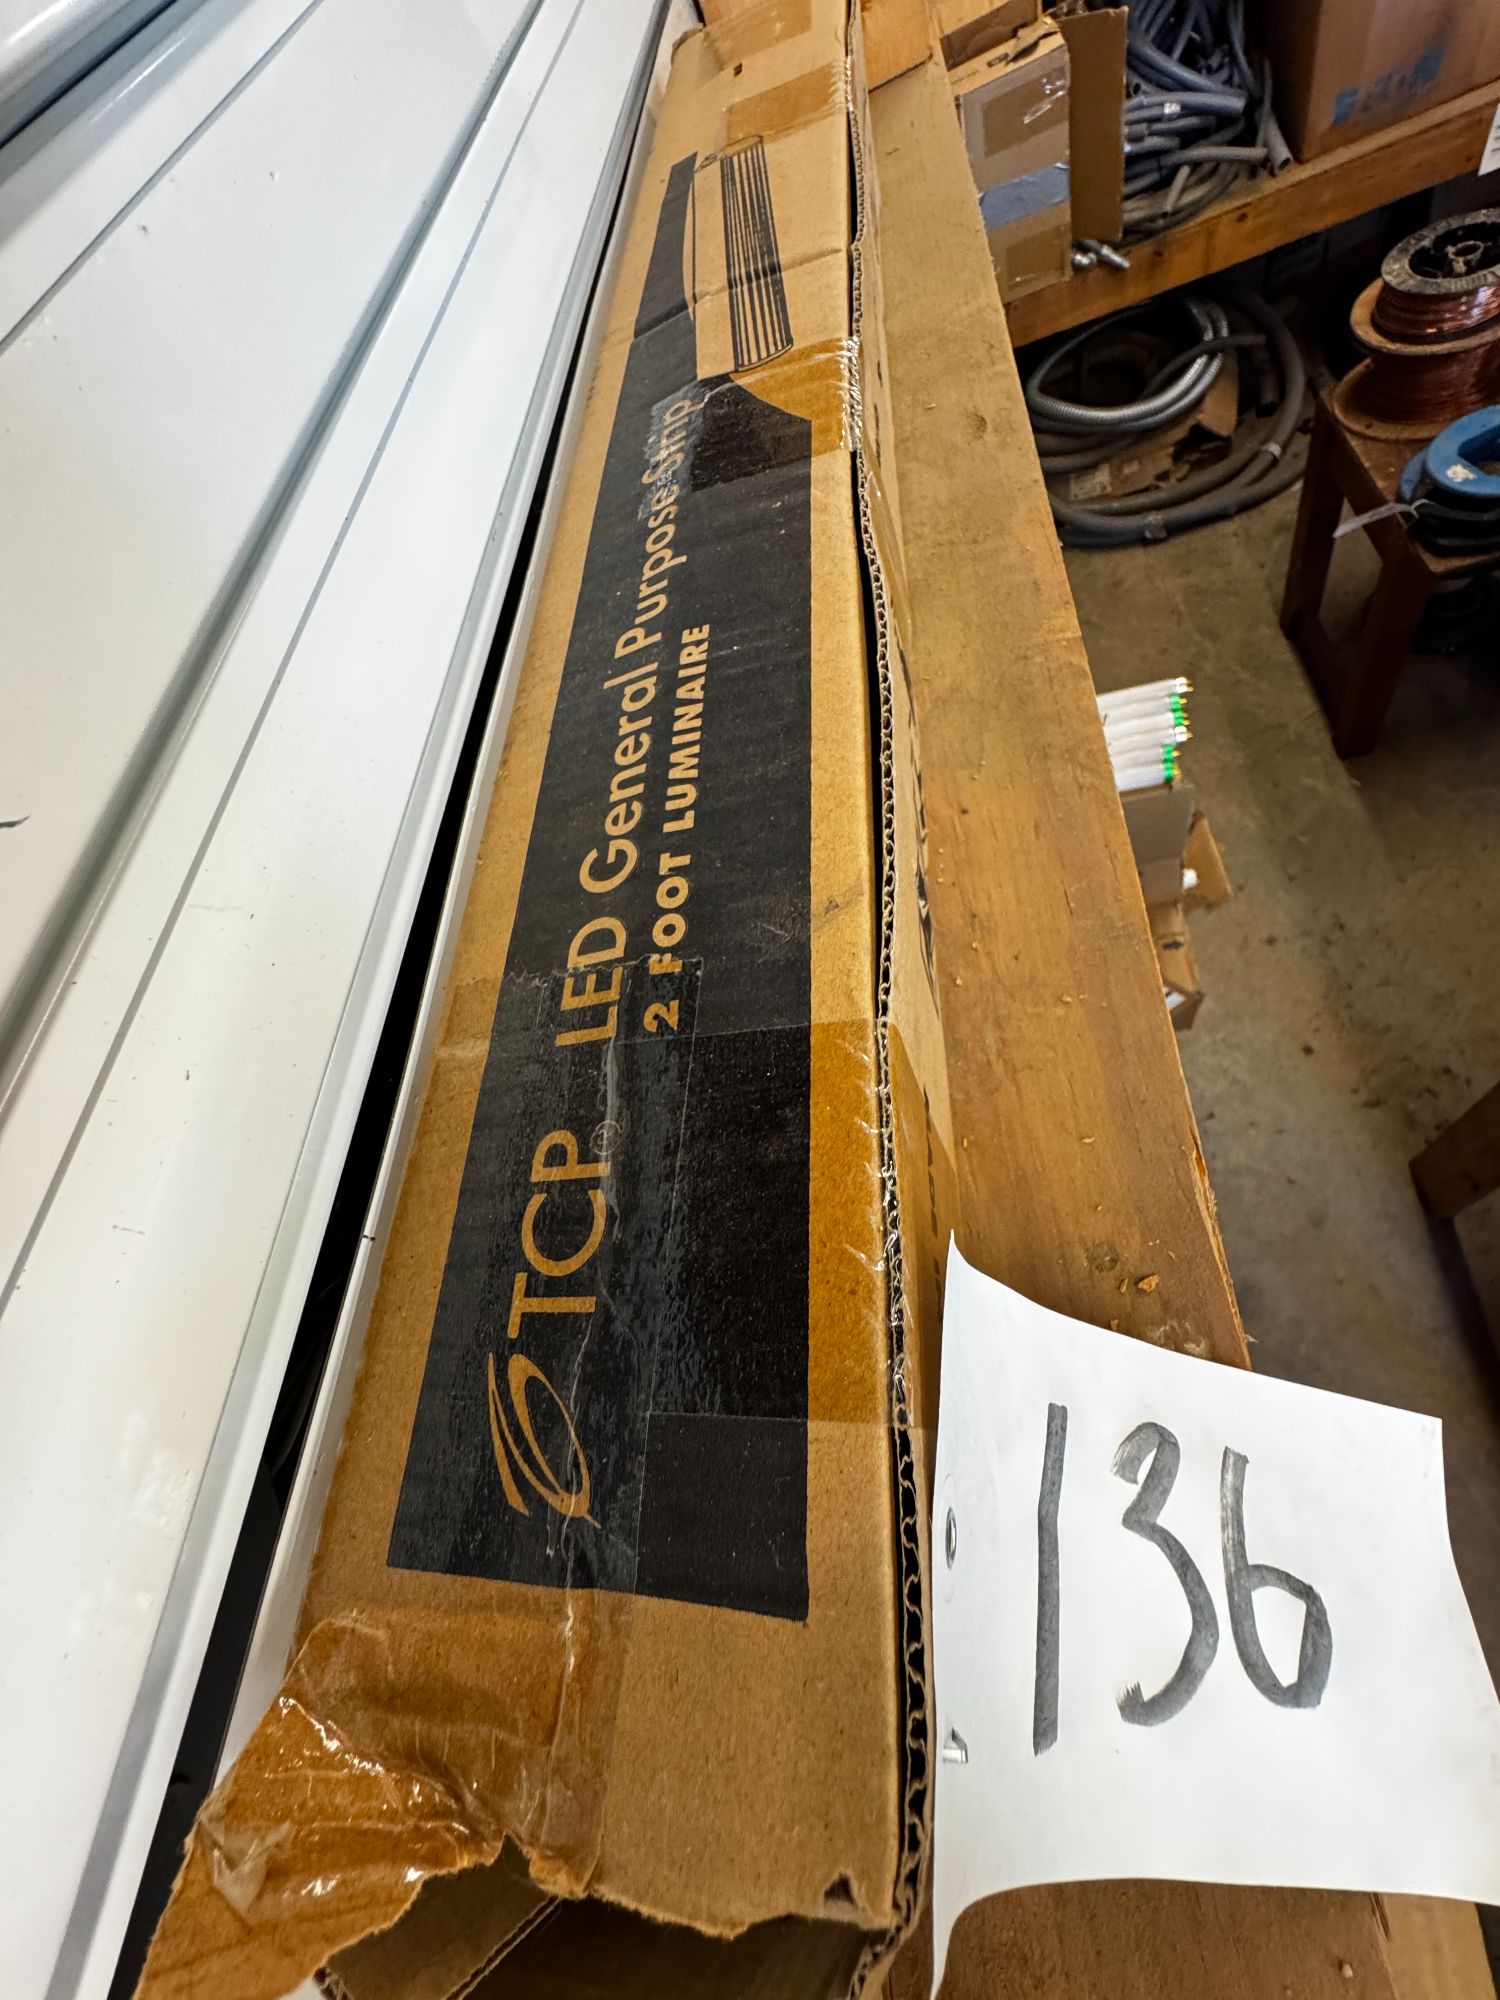 TCP® LED General Purpose Strip
2 FOOT LUMINAIRE
136